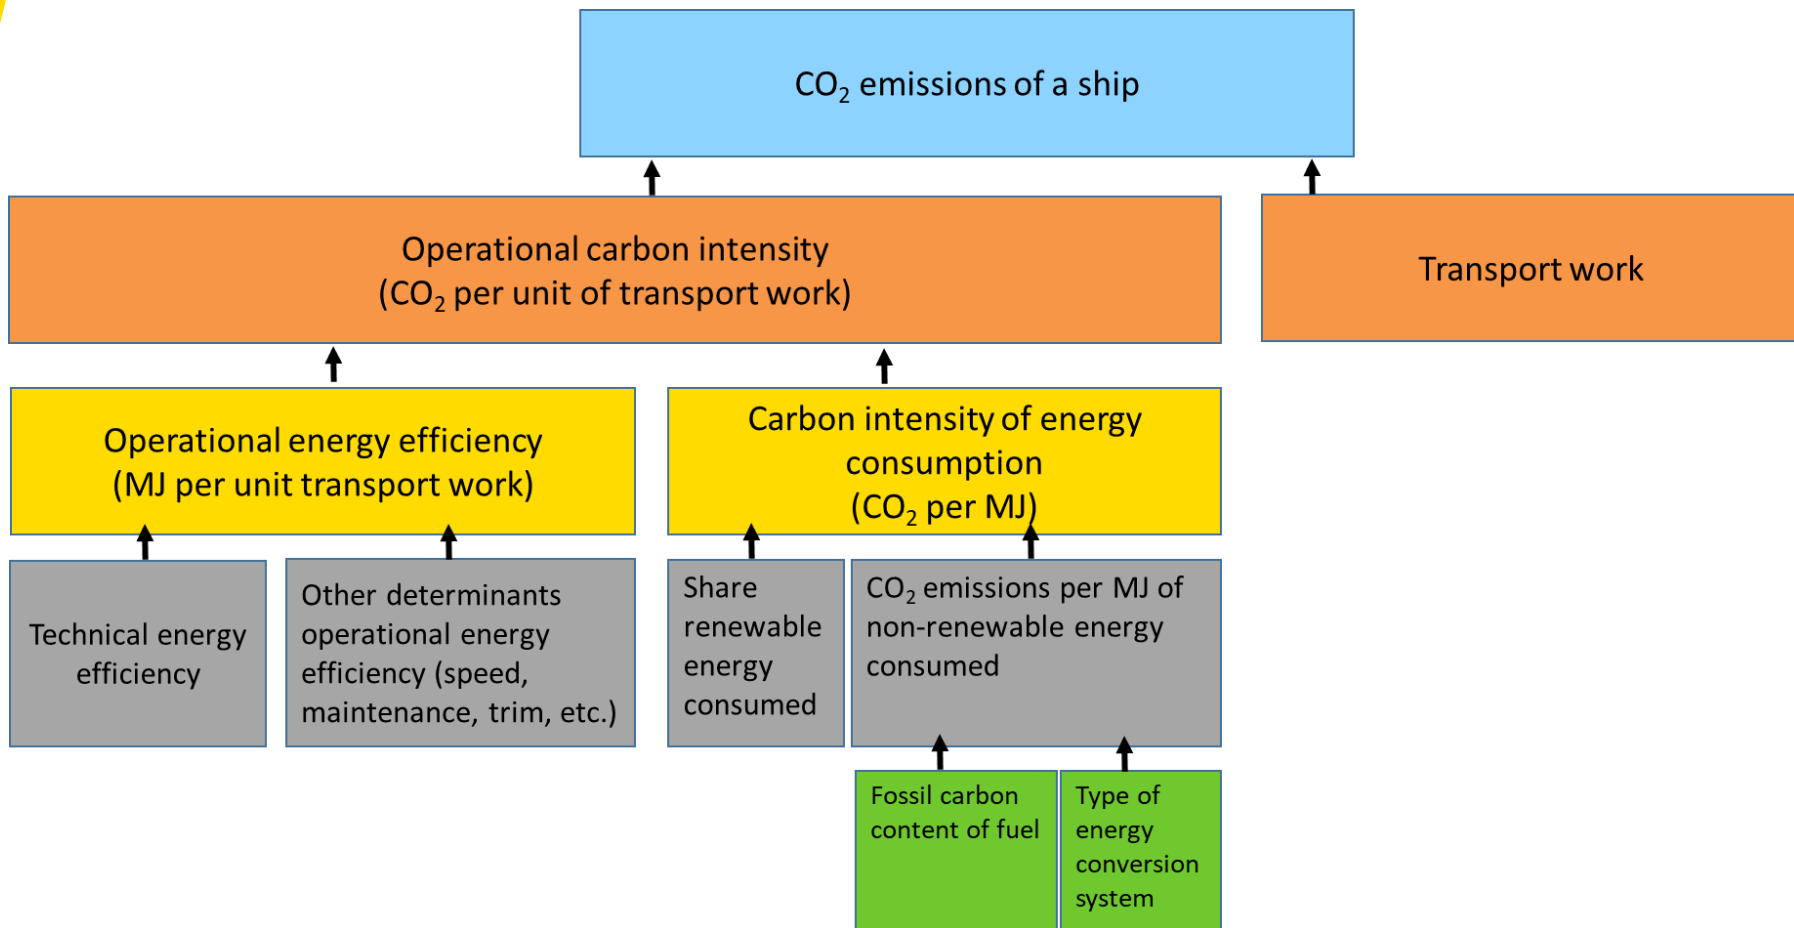 CO₂ emissions of a ship
Operational carbon intensity
(CO₂ per unit of transport work)
Transport work
Operational energy efficiency
(MJ per unit transport work)
Carbon intensity of energy
consumption
(CO₂ per MJ)
Technical energy
efficiency
Other determinants
operational energy
efficiency (speed,
maintenance, trim, etc.)
Share
renewable
energy
consumed
CO₂ emissions per MJ of
non-renewable energy
consumed
Fossil carbon
content of fuel
Type of
energy
conversion
system